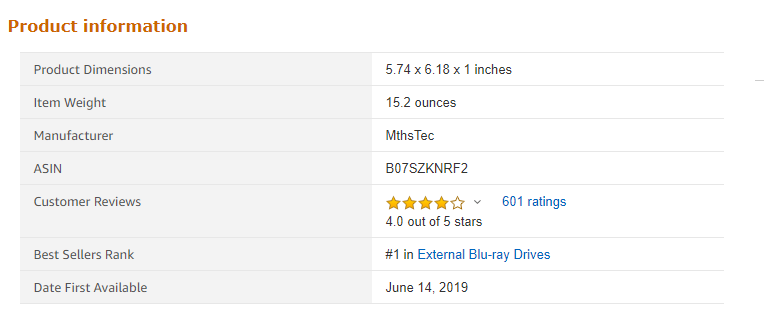 Product information
Product Dimensions 5.74 x 6.18 x 1 inches
Item Weight 15.2 ounces
Manufacturer MthsTec
ASIN B07SZKNRF2
Customer Reviews 601 ratings
4.0 out of 5 stars
Best Sellers Rank #1 in External Blu-ray Drives
Date First Available June 14, 2019